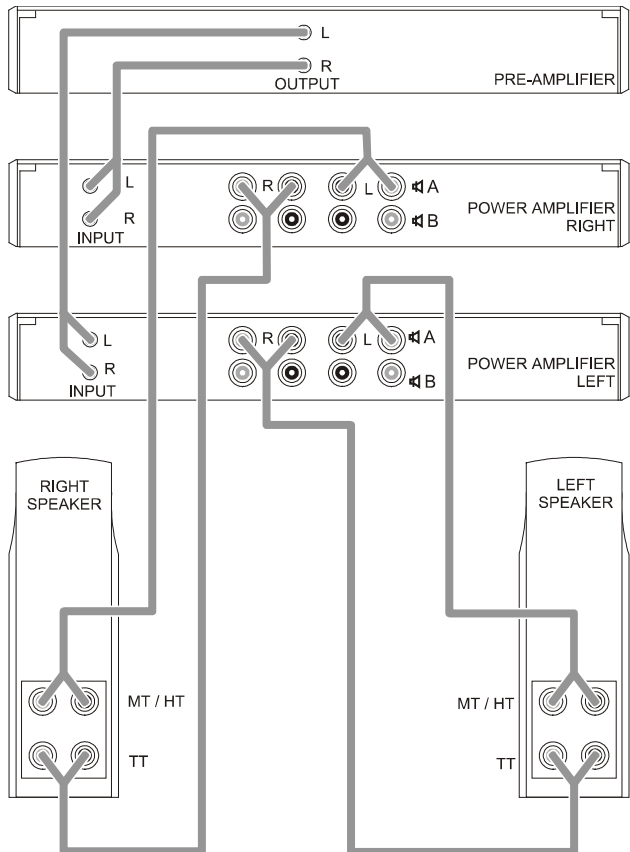 L
R
OUTPUT
PRE-AMPLIFIER
L
R
INPUT
R
L
A
B
POWER AMPLIFIER
RIGHT
L
R
INPUT
R
L
A
B
POWER AMPLIFIER
LEFT
RIGHT
SPEAKER
LEFT
SPEAKER
MT / HT
TT
MT / HT
TT